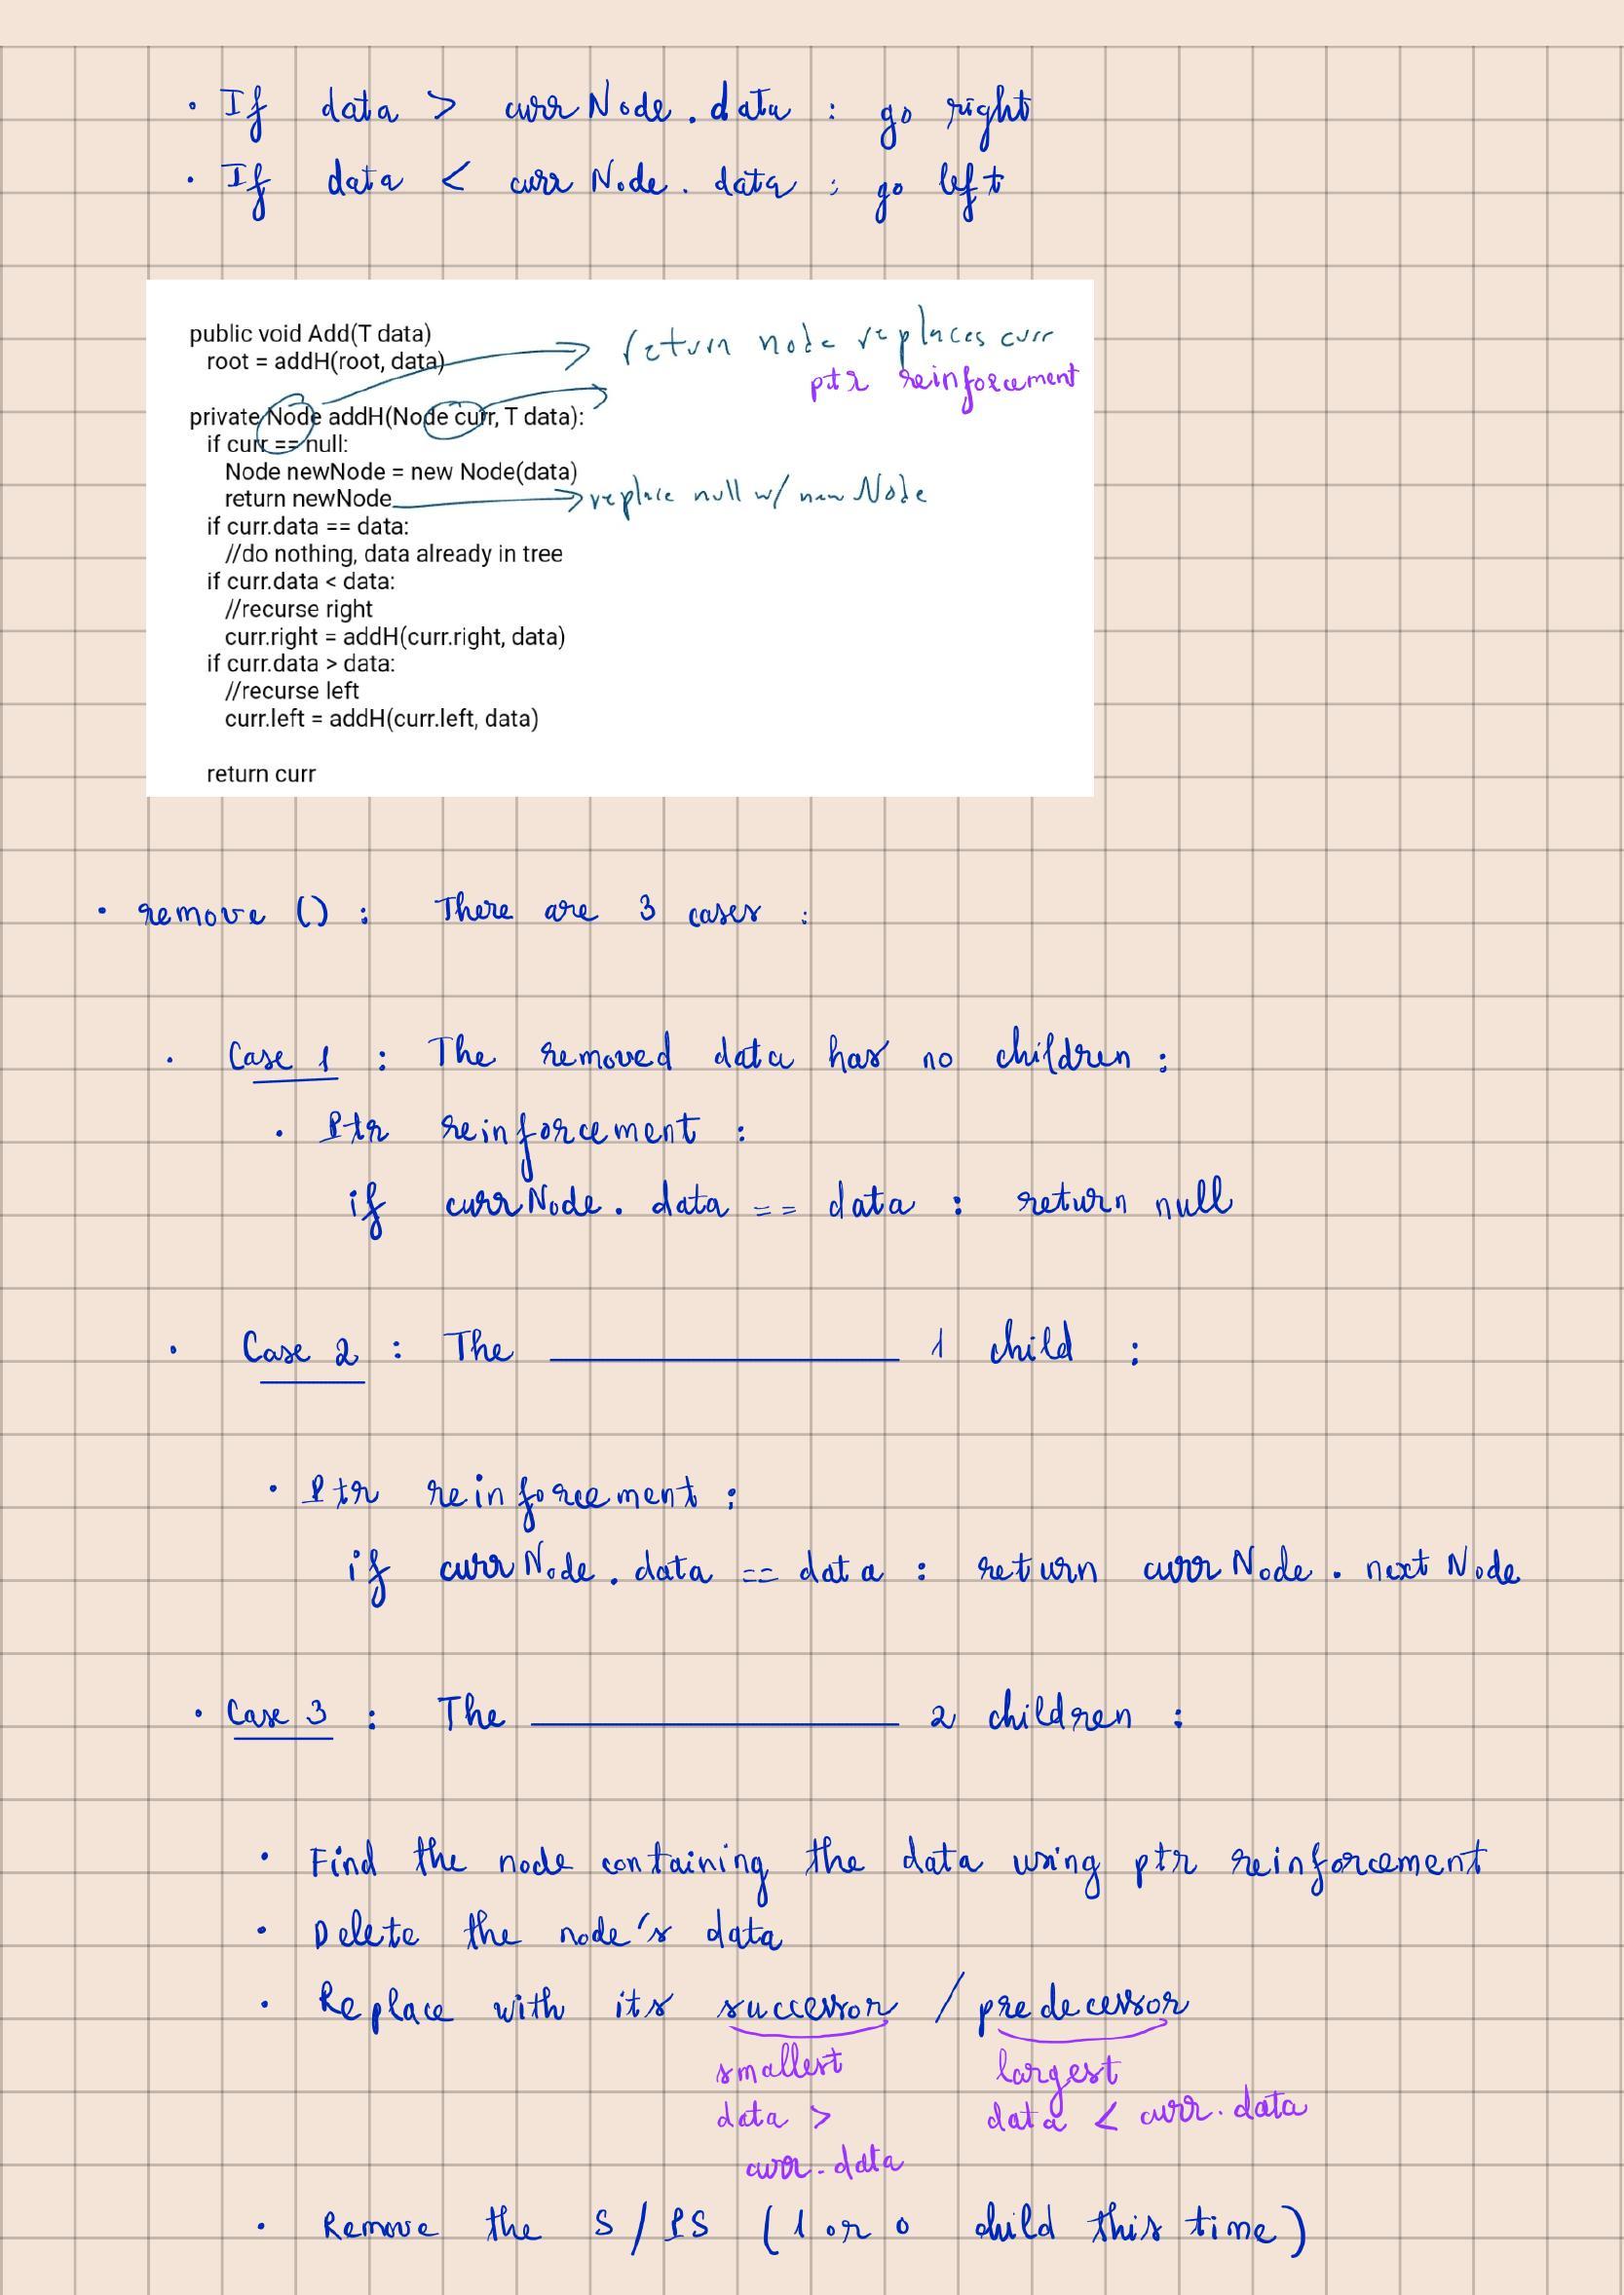 • If data > currNode.data : go right
• If data < currNode.data : go left
public void Add(T data)
root = addH(root, data)
return node replaces curr
ptr reinforcement
private Node addH(Node curr, T data):
if curr == null:
Node newNode = new Node(data)
return newNode replace null w/ new Node
if curr.data == data:
//do nothing, data already in tree
if curr.data < data:
//recurse right
curr.right = addH(curr.right, data)
if curr.data > data:
//recurse left
curr.left = addH(curr.left, data)
return curr
• remove () : There are 3 cases :
• Case 1 : The removed data has no children :
• Ptr reinforcement :
if currNode.data == data : return null
• Case 2 : The ________ 1 child :
• Ptr reinforcement :
if currNode.data == data : return currNode.nextNode
• Case 3 : The ________ 2 children :
• Find the node containing the data using ptr reinforcement
• Delete the node's data
• Replace with its successor / predecessor
smallest largest
data > data < curr.data
curr.data
• Remove the S/PS (1 or 0 child this time)